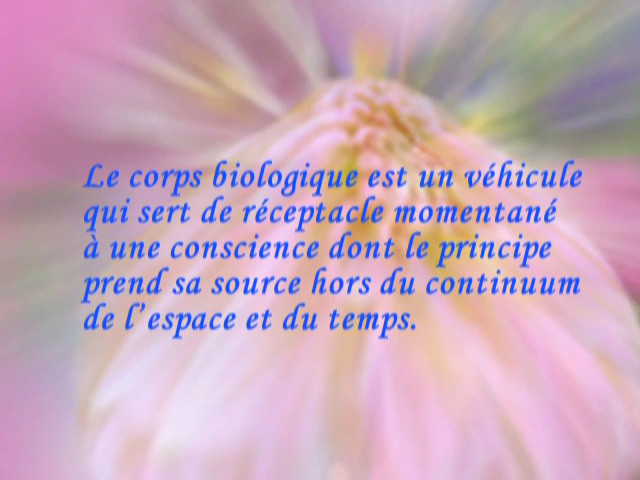 Le corps biologique est un véhicule
qui sert de réceptacle momentané
à une conscience dont le principe
prend sa source hors du continuum
de l’espace et du temps.